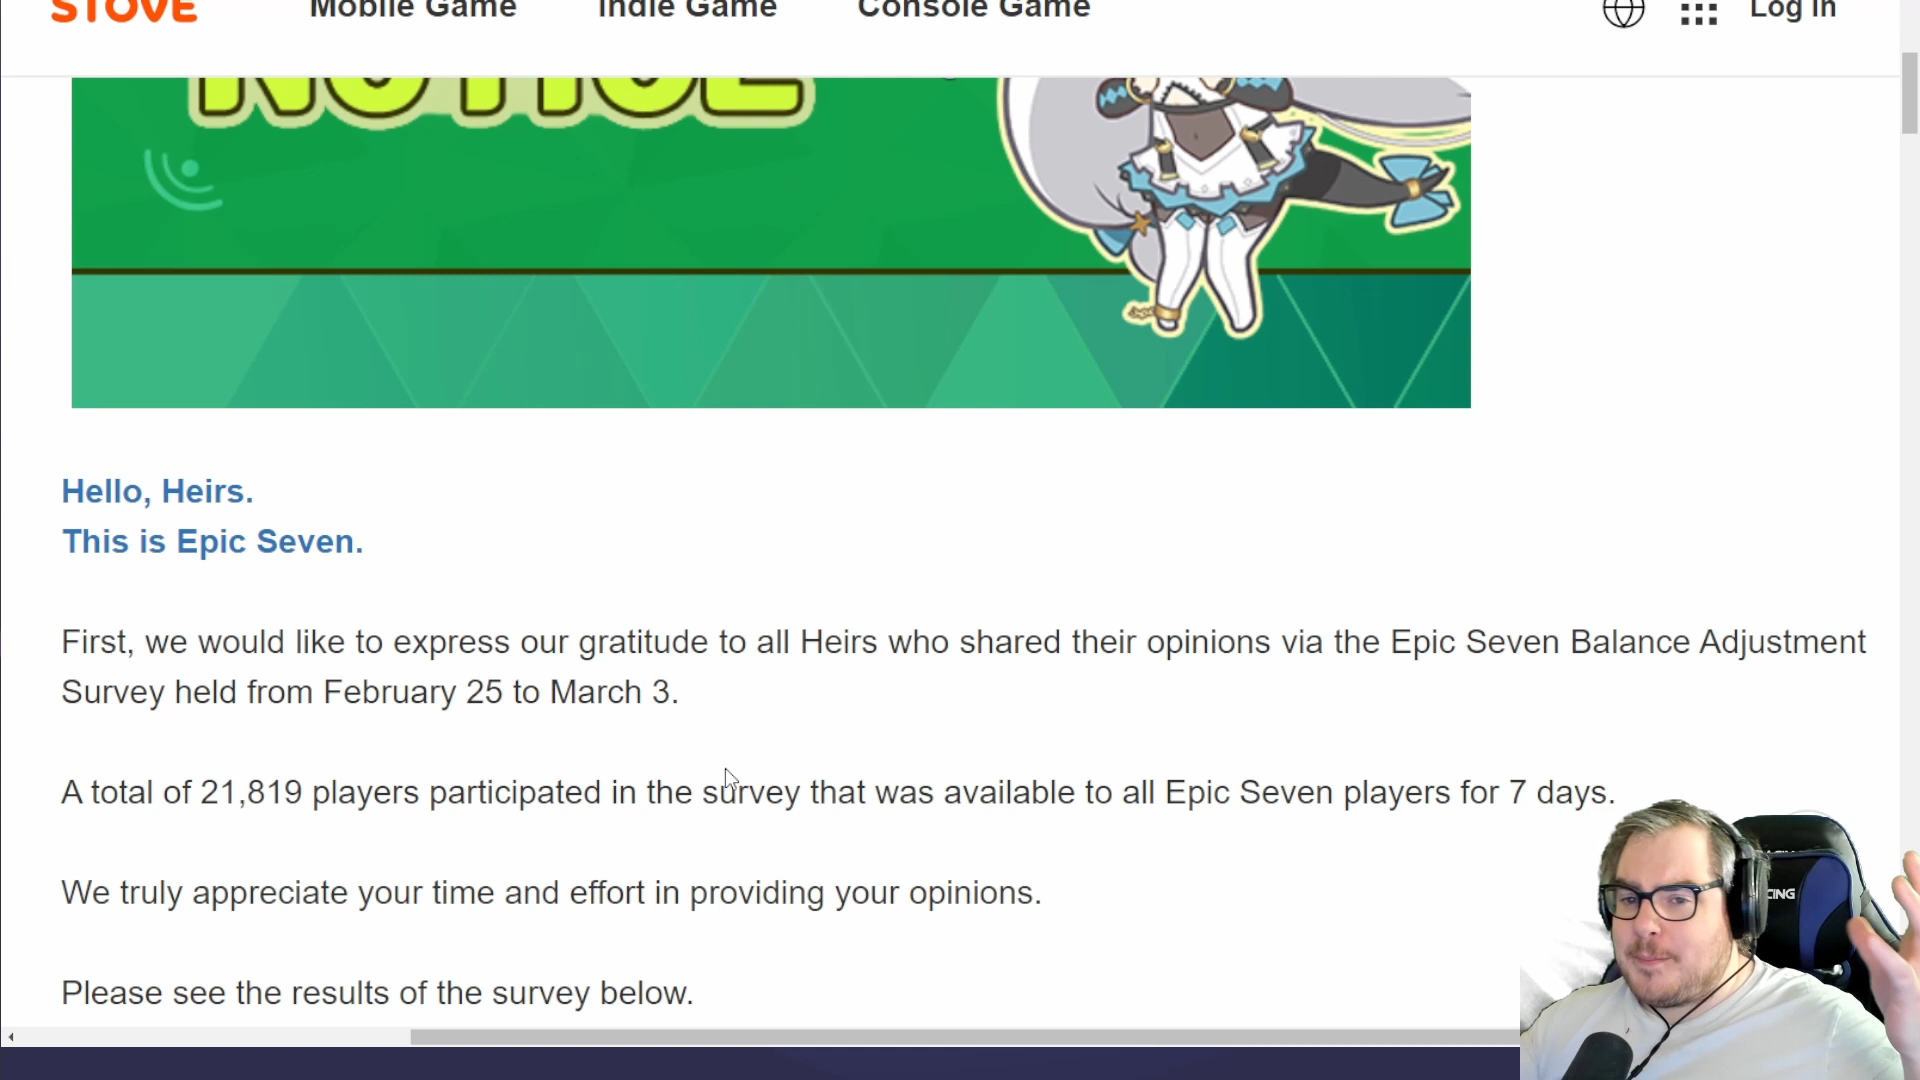 STOVE Mobile Game Indie Game Console Game Log In
NOTICE
Hello, Heirs.
This is Epic Seven.
First, we would like to express our gratitude to all Heirs who shared their opinions via the Epic Seven Balance Adjustment
Survey held from February 25 to March 3.
A total of 21,819 players participated in the survey that was available to all Epic Seven players for 7 days.
We truly appreciate your time and effort in providing your opinions.
Please see the results of the survey below.